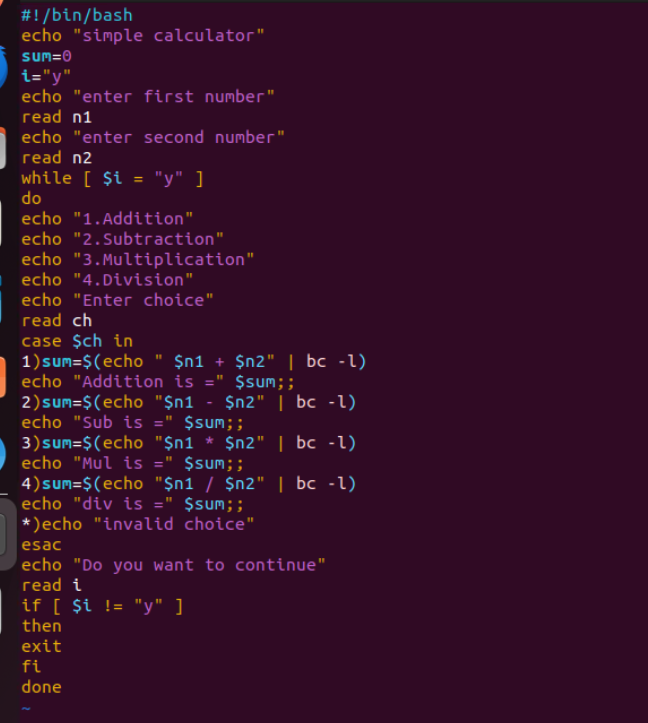 #!/bin/bash
echo "simple calculator"
sum=0
i="y"
echo "enter first number"
read n1
echo "enter second number"
read n2
while [ $i = "y" ]
do
echo "1.Addition"
echo "2.Subtraction"
echo "3.Multiplication"
echo "4.Division"
echo "Enter choice"
read ch
case $ch in
1)sum=$(echo " $n1 + $n2" | bc -l)
echo "Addition is =" $sum;;
2)sum=$(echo "$n1 - $n2" | bc -l)
echo "Sub is =" $sum;;
3)sum=$(echo "$n1 * $n2" | bc -l)
echo "Mul is =" $sum;;
4)sum=$(echo "$n1 / $n2" | bc -l)
echo "div is =" $sum;;
*)echo "invalid choice"
esac
echo "Do you want to continue"
read i
if [ $i != "y" ]
then
exit
fi
done
~